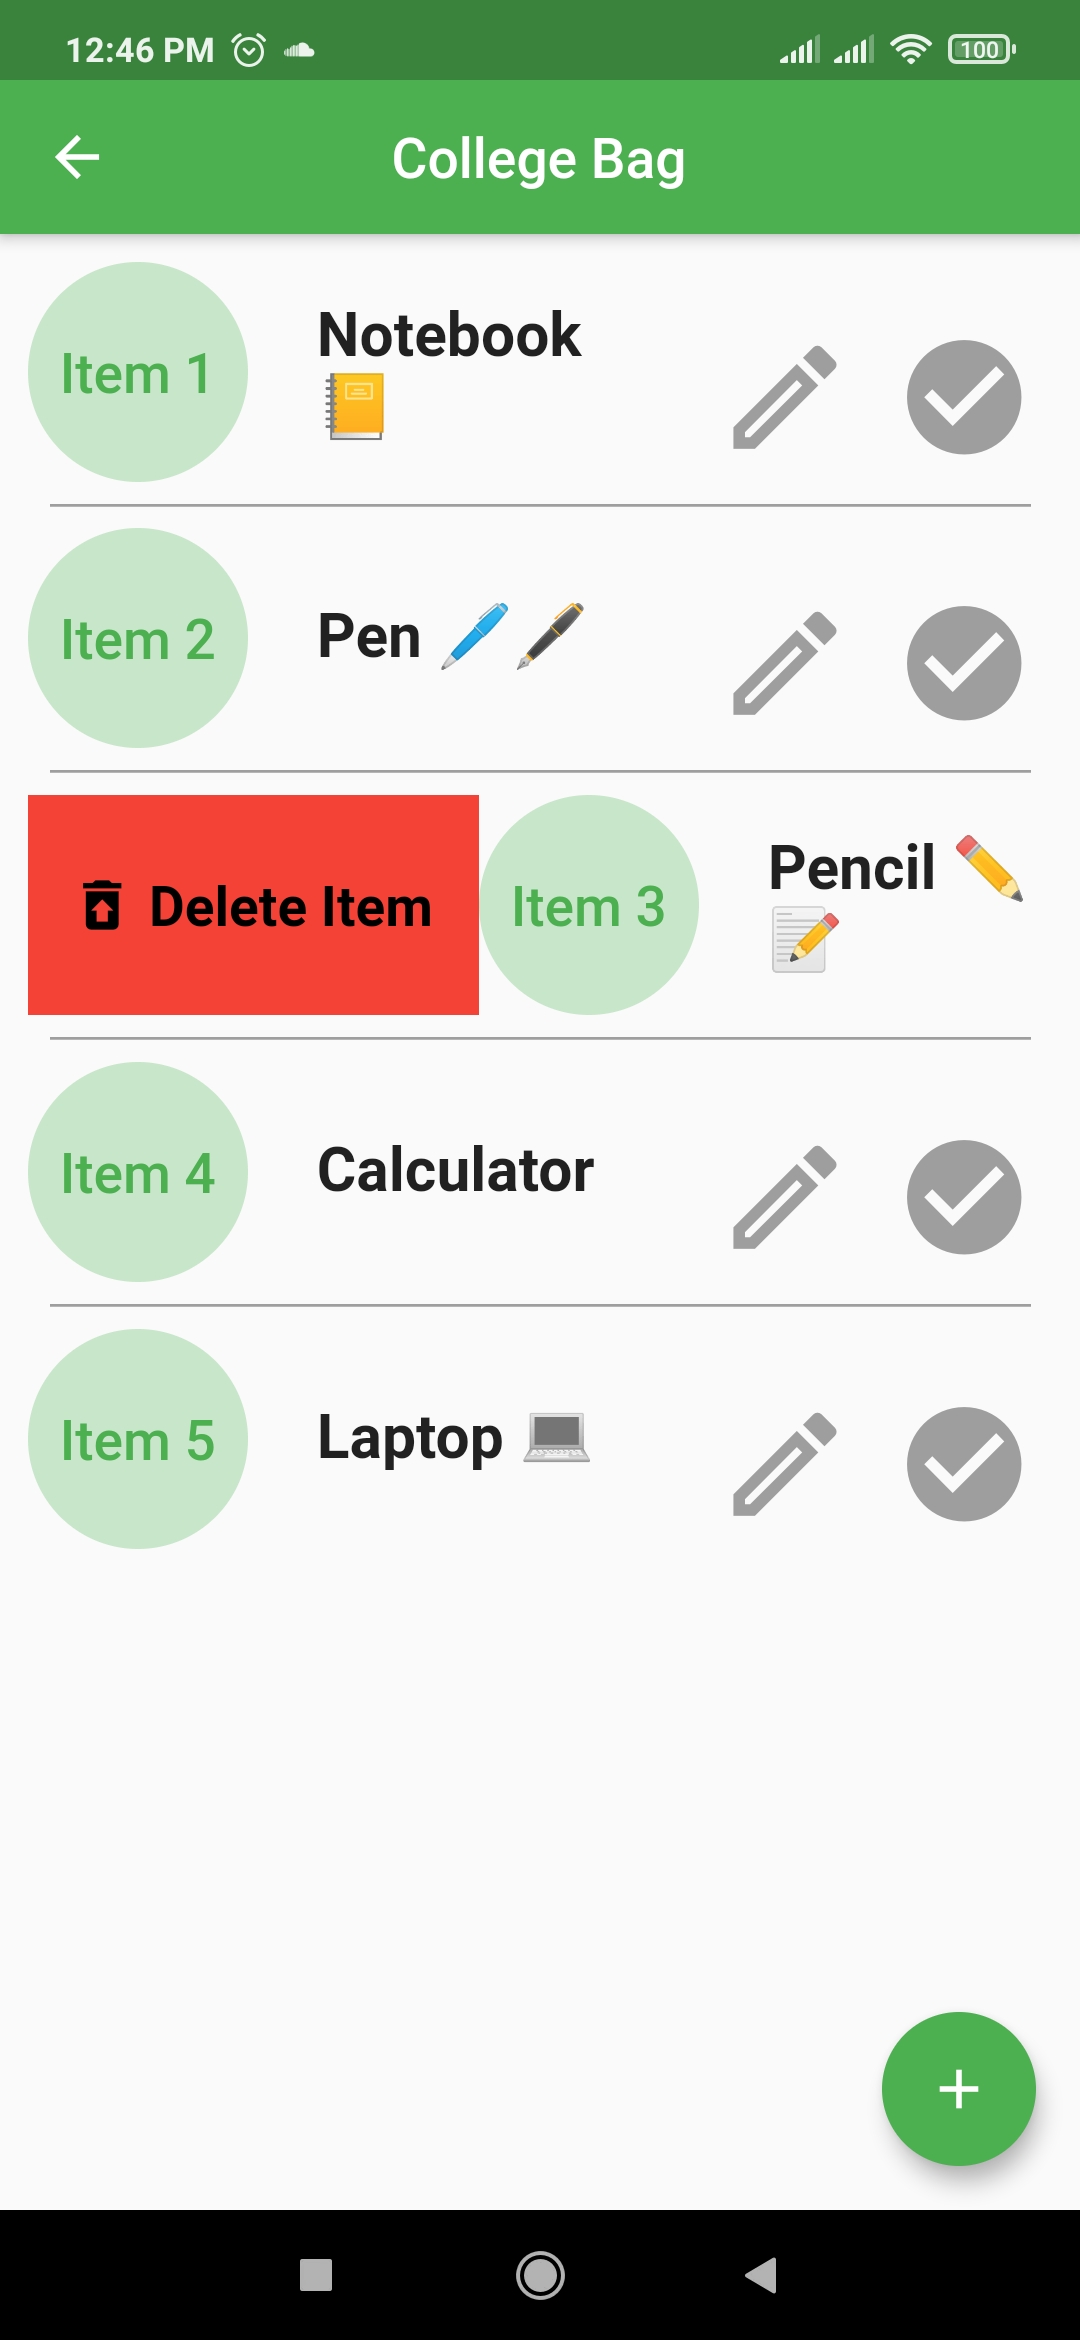 12:46 PM 100
College Bag
Item 1
Notebook
📒
Item 2
Pen 🖊️🖋️
Delete Item
Item 3
Pencil ✏️
📝
Item 4
Calculator
Item 5
Laptop 💻